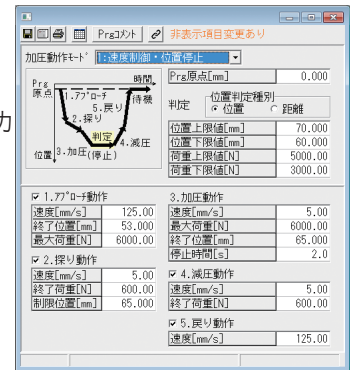 Prgｺﾒﾝﾄ 非表示項目変更あり
加圧動作ﾓｰﾄﾞ 1:速度制御・位置停止
力
Prg原点[mm] 0.000
Prg原点
時間
1.ｱﾌﾟﾛｰﾁ
待機
5.戻り
2.探り
判定
4.減圧
位置
3.加圧(停止)
判定 位置判定種別
位置 距離
位置上限値[mm] 70.000
位置下限値[mm] 60.000
荷重上限値[N] 5000.00
荷重下限値[N] 3000.00
1.ｱﾌﾟﾛｰﾁ動作
速度[mm/s] 125.00
終了位置[mm] 53.000
最大荷重[N] 6000.00
2.探り動作
速度[mm/s] 5.00
終了荷重[N] 600.00
制限位置[mm] 65.000
3.加圧動作
速度[mm/s] 5.00
最大荷重[N] 6000.00
終了位置[mm] 65.000
停止時間[s] 2.0
4.減圧動作
速度[mm/s] 5.00
終了荷重[N] 600.00
5.戻り動作
速度[mm/s] 125.00